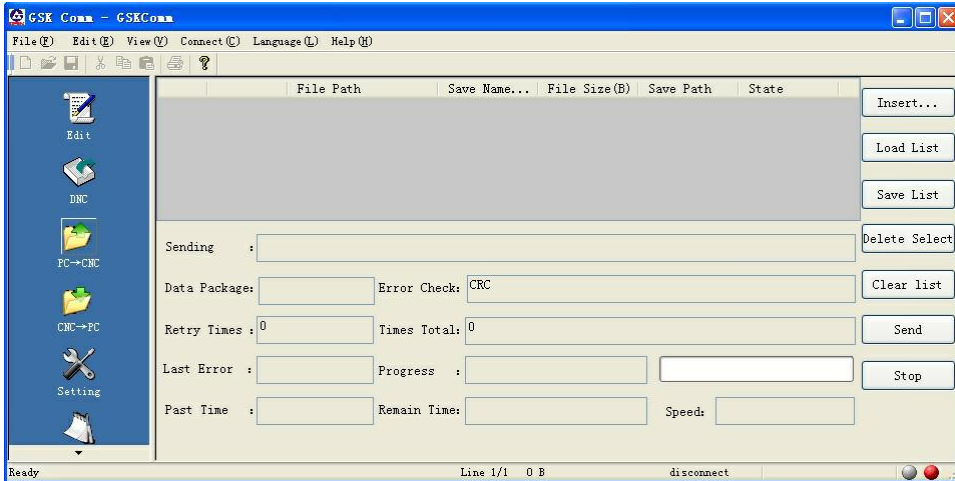 GSK Comm - GSKComm
File(F) Edit(E) View(V) Connect(C) Language(L) Help(H)
Edit
DNC
PC→CNC
CNC→PC
Setting
File Path Save Name... File Size(B) Save Path State
Sending :
Data Package: Error Check: CRC
Retry Times : 0 Times Total: 0
Last Error : Progress :
Past Time : Remain Time: Speed:
Insert...
Load List
Save List
Delete Select
Clear list
Send
Stop
Ready Line 1/1 0 B disconnect